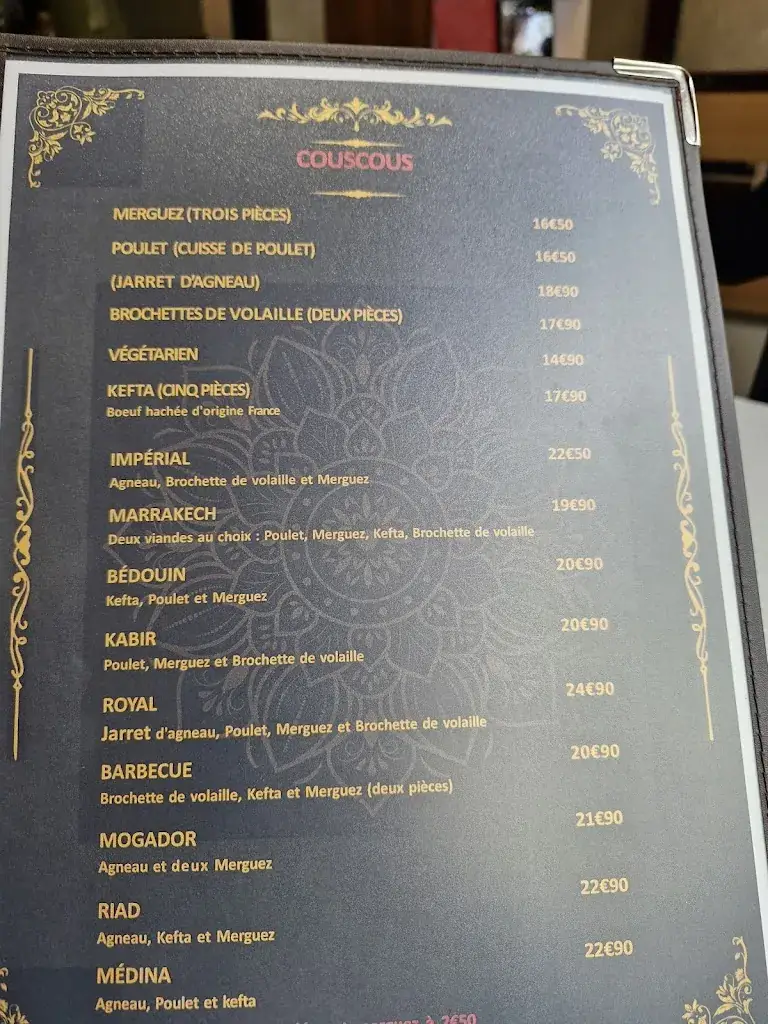 COUSCOUS
MERGUEZ (TROIS PIÈCES) 16€50
POULET (CUISSE DE POULET) 16€50
(JARRET D'AGNEAU) 18€90
BROCHETTES DE VOLAILLE (DEUX PIÈCES) 17€90
VÉGÉTARIEN 14€90
KEFTA (CINQ PIÈCES) 17€90
Boeuf hachée d'origine France
IMPÉRIAL 22€50
Agneau, Brochette de volaille et Merguez
MARRAKECH 19€90
Deux viandes au choix : Poulet, Merguez, Kefta, Brochette de volaille
BÉDOUIN 20€90
Kefta, Poulet et Merguez
KABIR 20€90
Poulet, Merguez et Brochette de volaille
ROYAL 24€90
Jarret d'agneau, Poulet, Merguez et Brochette de volaille
BARBECUE 20€90
Brochette de volaille, Kefta et Merguez (deux pièces)
MOGADOR 21€90
Agneau et deux Merguez
RIAD 22€90
Agneau, Kefta et Merguez
MÉDINA 22€90
Agneau, Poulet et kefta
à 2€50